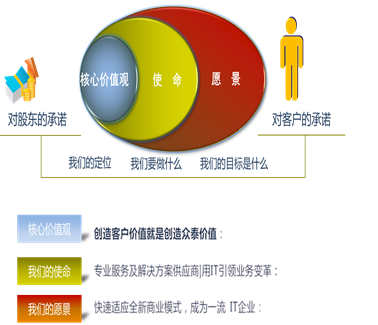 核心价值观 使命 愿景
对股东的承诺 对客户的承诺
我们的定位 我们要做什么 我们的目标是什么
核心价值观 创造客户价值就是创造众泰价值：
我们的使命 专业服务及解决方案供应商|用IT引领业务变革：
我们的愿景 快速适应全新商业模式，成为一流 IT企业：